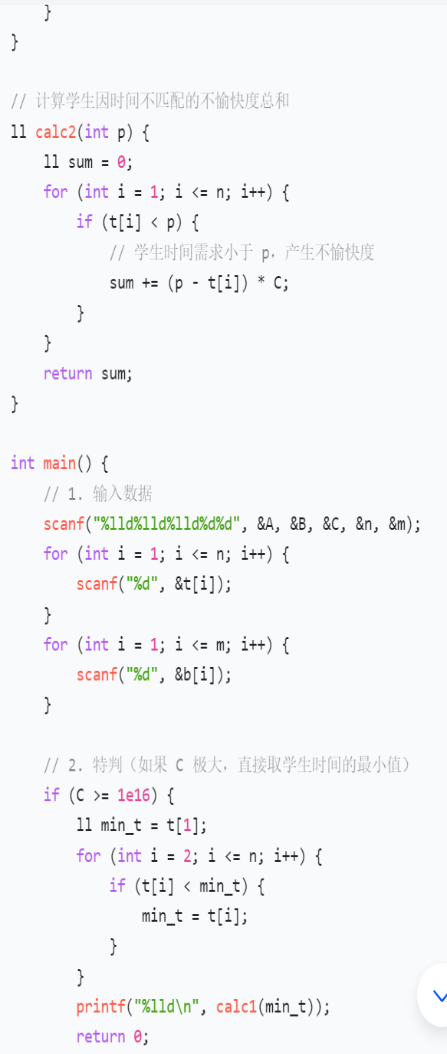 }
}

// 计算学生因时间不匹配的不愉快度总和
ll calc2(int p) {
    ll sum = 0;
    for (int i = 1; i <= n; i++) {
        if (t[i] < p) {
            // 学生时间需求小于 p，产生不愉快度
            sum += (p - t[i]) * C;
        }
    }
    return sum;
}

int main() {
    // 1. 输入数据
    scanf("%lld%lld%lld%d%d", &A, &B, &C, &n, &m);
    for (int i = 1; i <= n; i++) {
        scanf("%d", &t[i]);
    }
    for (int i = 1; i <= m; i++) {
        scanf("%d", &b[i]);
    }

    // 2. 特判（如果 C 极大，直接取学生时间的最小值）
    if (C >= 1e16) {
        ll min_t = t[1];
        for (int i = 2; i <= n; i++) {
            if (t[i] < min_t) {
                min_t = t[i];
            }
        }
        printf("%lld\n", calc1(min_t));
        return 0;